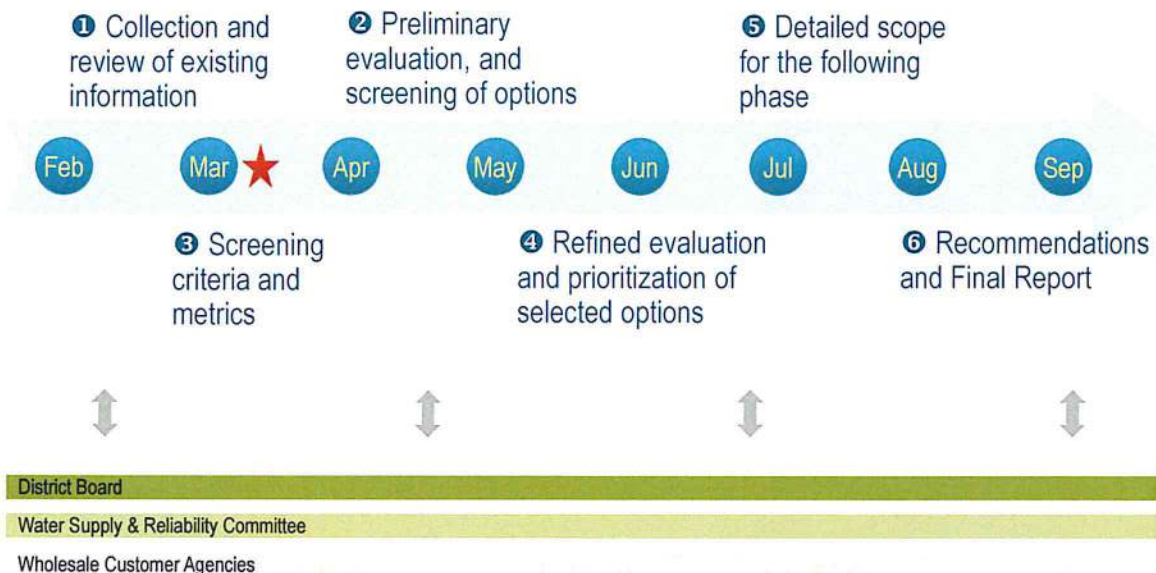 ❶ Collection and
review of existing
information
❷ Preliminary
evaluation, and
screening of options
❺ Detailed scope
for the following
phase
Feb Mar Apr May Jun Jul Aug Sep
❸ Screening
criteria and
metrics
❹ Refined evaluation
and prioritization of
selected options
❻ Recommendations
and Final Report
District Board
Water Supply & Reliability Committee
Wholesale Customer Agencies